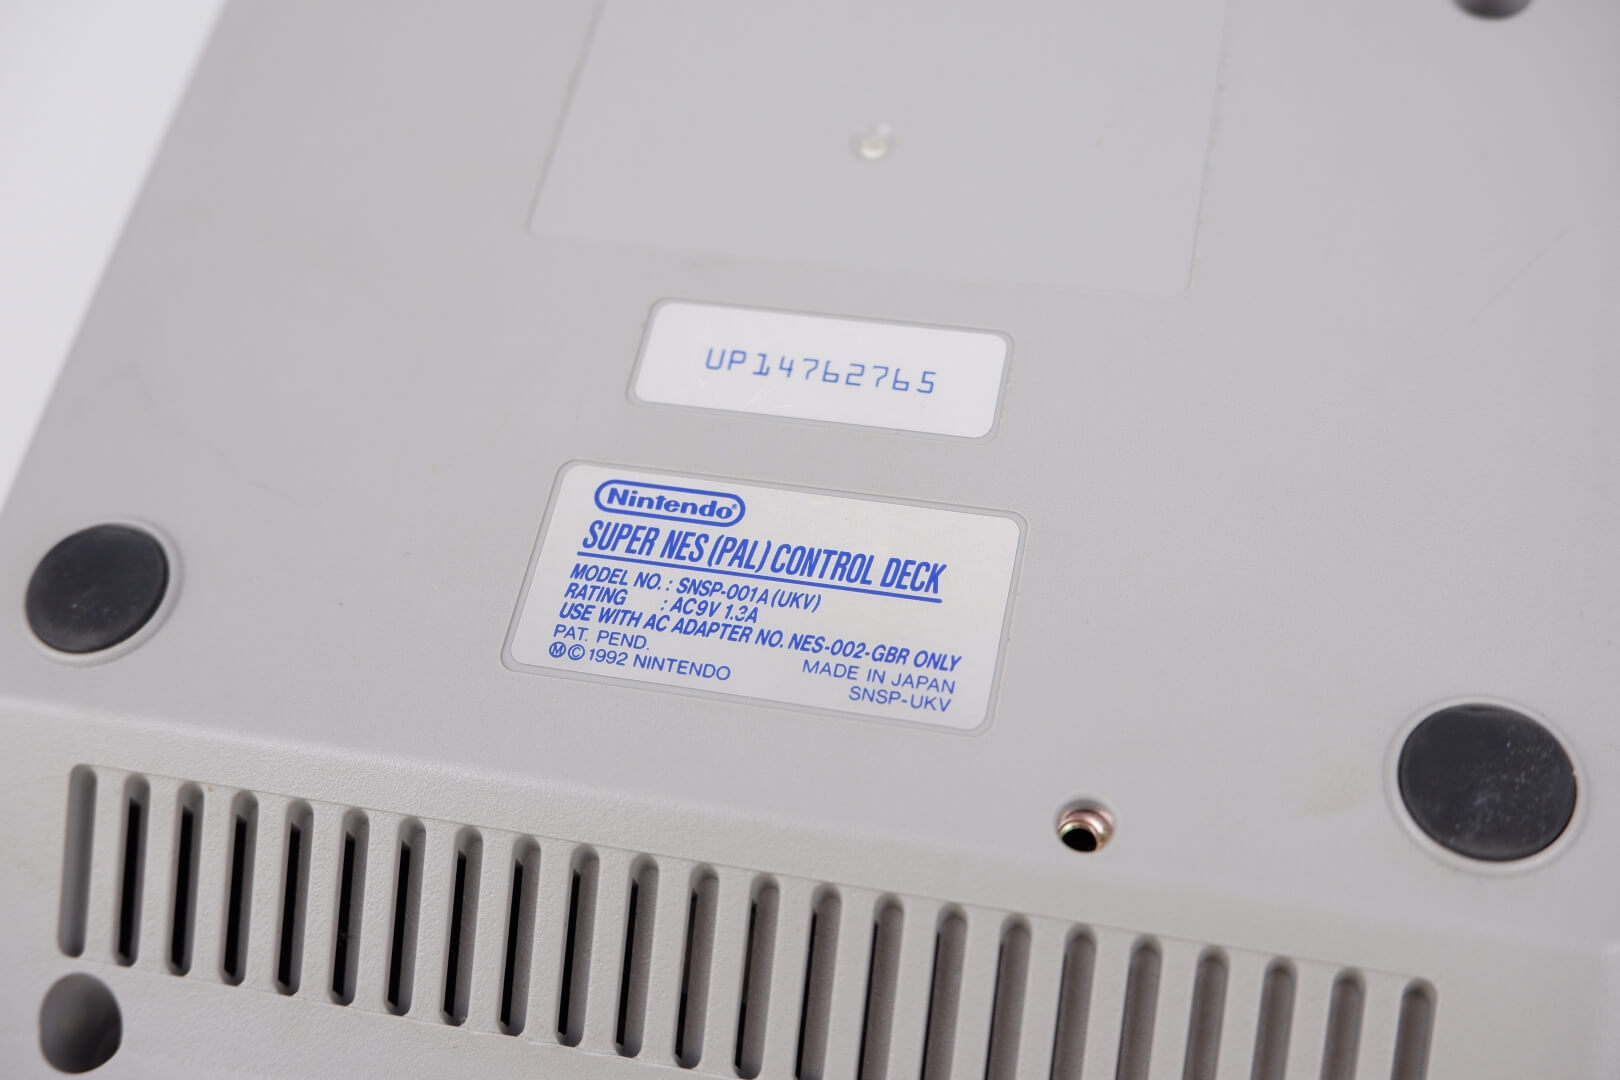 UP14762765
Nintendo®
SUPER NES (PAL) CONTROL DECK
MODEL NO. : SNSP-001A (UKV)
RATING : AC9V 1.3A
USE WITH AC ADAPTER NO. NES-002-GBR ONLY
PAT. PEND.
Ⓜ©1992 NINTENDO
MADE IN JAPAN
SNSP-UKV